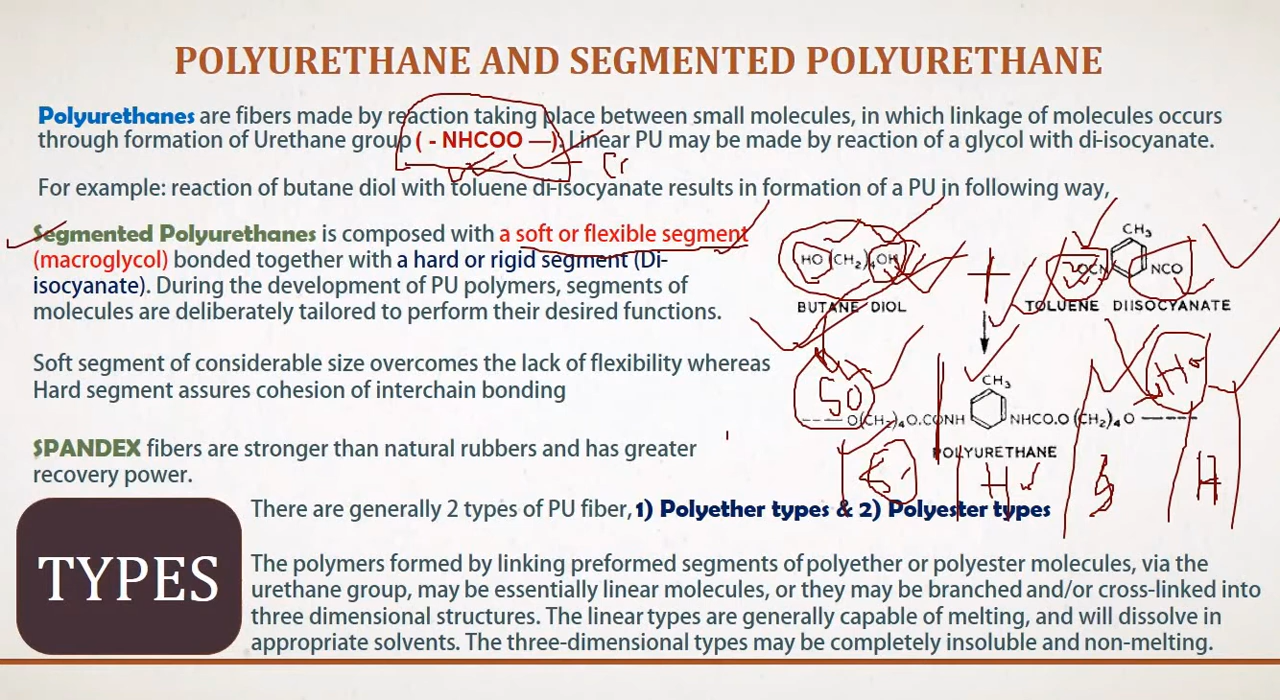 POLYURETHANE AND SEGMENTED POLYURETHANE
Polyurethanes are fibers made by reaction taking place between small molecules, in which linkage of molecules occurs
through formation of Urethane group ( - NHCOO —). Linear PU may be made by reaction of a glycol with di-isocyanate.
For example: reaction of butane diol with toluene di-isocyanate results in formation of a PU in following way,
Segmented Polyurethanes is composed with a soft or flexible segment
(macroglycol) bonded together with a hard or rigid segment (Di-
isocyanate). During the development of PU polymers, segments of
molecules are deliberately tailored to perform their desired functions.
Soft segment of considerable size overcomes the lack of flexibility whereas
Hard segment assures cohesion of interchain bonding
SPANDEX fibers are stronger than natural rubbers and has greater
recovery power.
CH3
HO (CH2)4 OH + OCN NCO
BUTANE DIOL TOLUENE DIISOCYANATE
H
CH3
SO
O(CH2)4O.CONH NHCO.O(CH2)4O
POLYURETHANE
H S H
TYPES
There are generally 2 types of PU fiber, 1) Polyether types & 2) Polyester types
The polymers formed by linking preformed segments of polyether or polyester molecules, via the
urethane group, may be essentially linear molecules, or they may be branched and/or cross-linked into
three dimensional structures. The linear types are generally capable of melting, and will dissolve in
appropriate solvents. The three-dimensional types may be completely insoluble and non-melting.